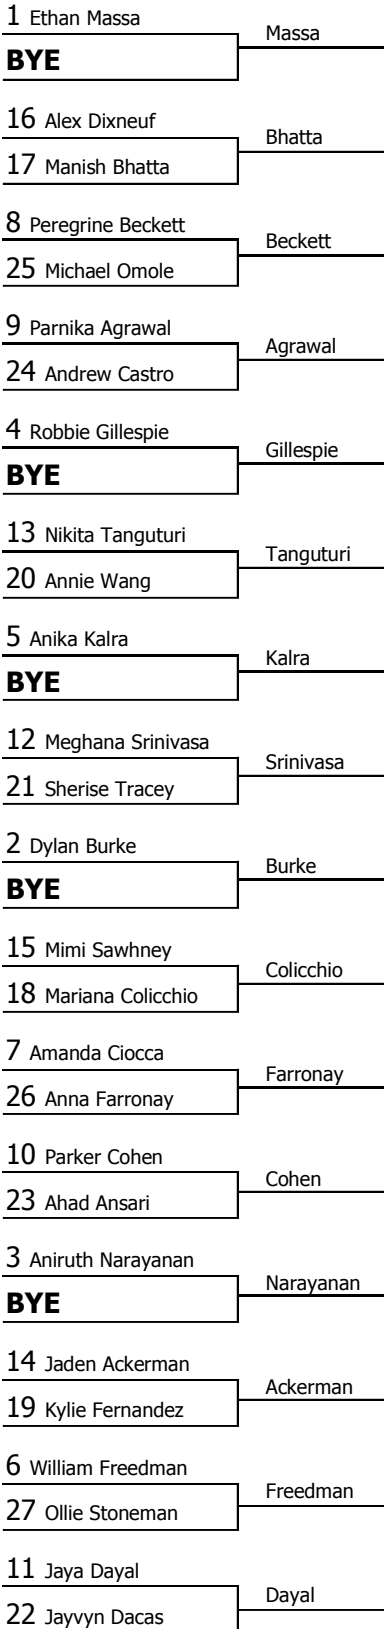 1 Ethan Massa
Massa
BYE
16 Alex Dixneuf
Bhatta
17 Manish Bhatta
8 Peregrine Beckett
Beckett
25 Michael Omole
9 Parnika Agrawal
Agrawal
24 Andrew Castro
4 Robbie Gillespie
Gillespie
BYE
13 Nikita Tanguturi
Tanguturi
20 Annie Wang
5 Anika Kalra
Kalra
BYE
12 Meghana Srinivasa
Srinivasa
21 Sherise Tracey
2 Dylan Burke
Burke
BYE
15 Mimi Sawhney
Colicchio
18 Mariana Colicchio
7 Amanda Ciocca
Farronay
26 Anna Farronay
10 Parker Cohen
Cohen
23 Ahad Ansari
3 Aniruth Narayanan
Narayanan
BYE
14 Jaden Ackerman
Ackerman
19 Kylie Fernandez
6 William Freedman
Freedman
27 Ollie Stoneman
11 Jaya Dayal
Dayal
22 Jayvyn Dacas